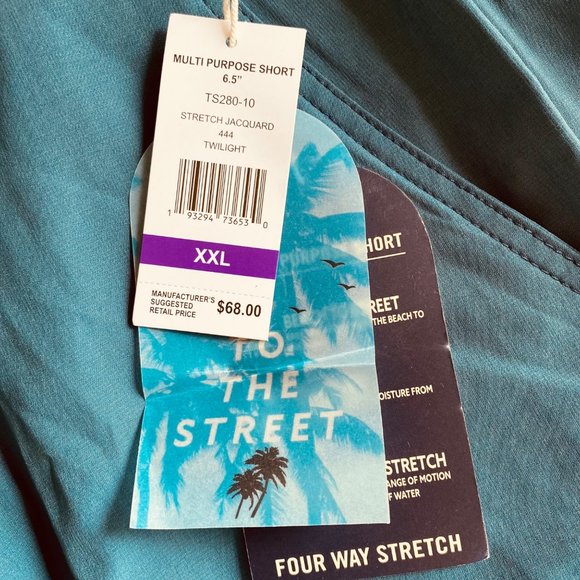 MULTI PURPOSE SHORT
6.5"
TS280-10
STRETCH JACQUARD
444
TWILIGHT
1 93294 73653 0
XXL
MANUFACTURER'S
SUGGESTED
RETAIL PRICE
$68.00
TO
THE
STREET
HORT
REET
THE BEACH TO
OISTURE FROM
STRETCH
ANGE OF MOTION
OF WATER
FOUR WAY STRETCH